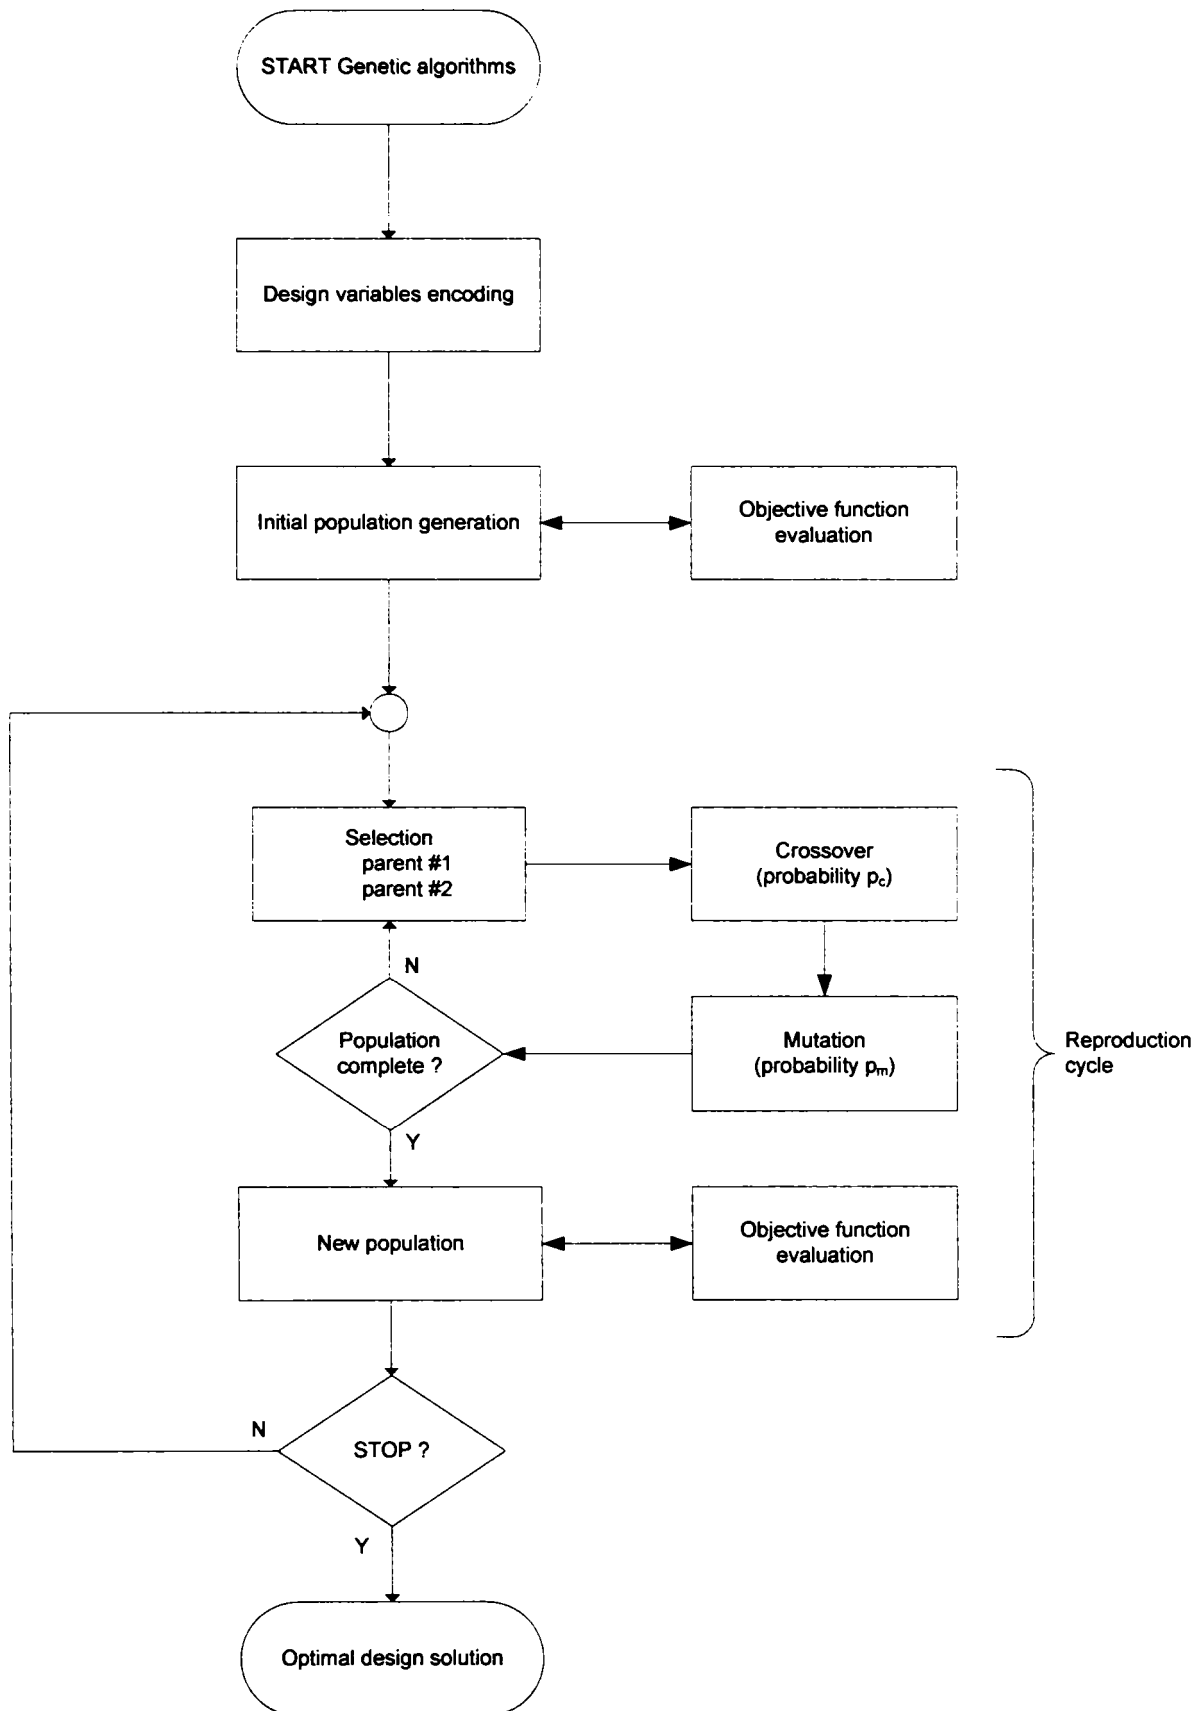 START Genetic algorithms
Design variables encoding
Initial population generation
Objective function
evaluation
Selection
parent #1
parent #2
Crossover
(probability pc)
N
Population
complete ?
Mutation
(probability pm)
Reproduction
cycle
Y
New population
Objective function
evaluation
N
STOP ?
Y
Optimal design solution